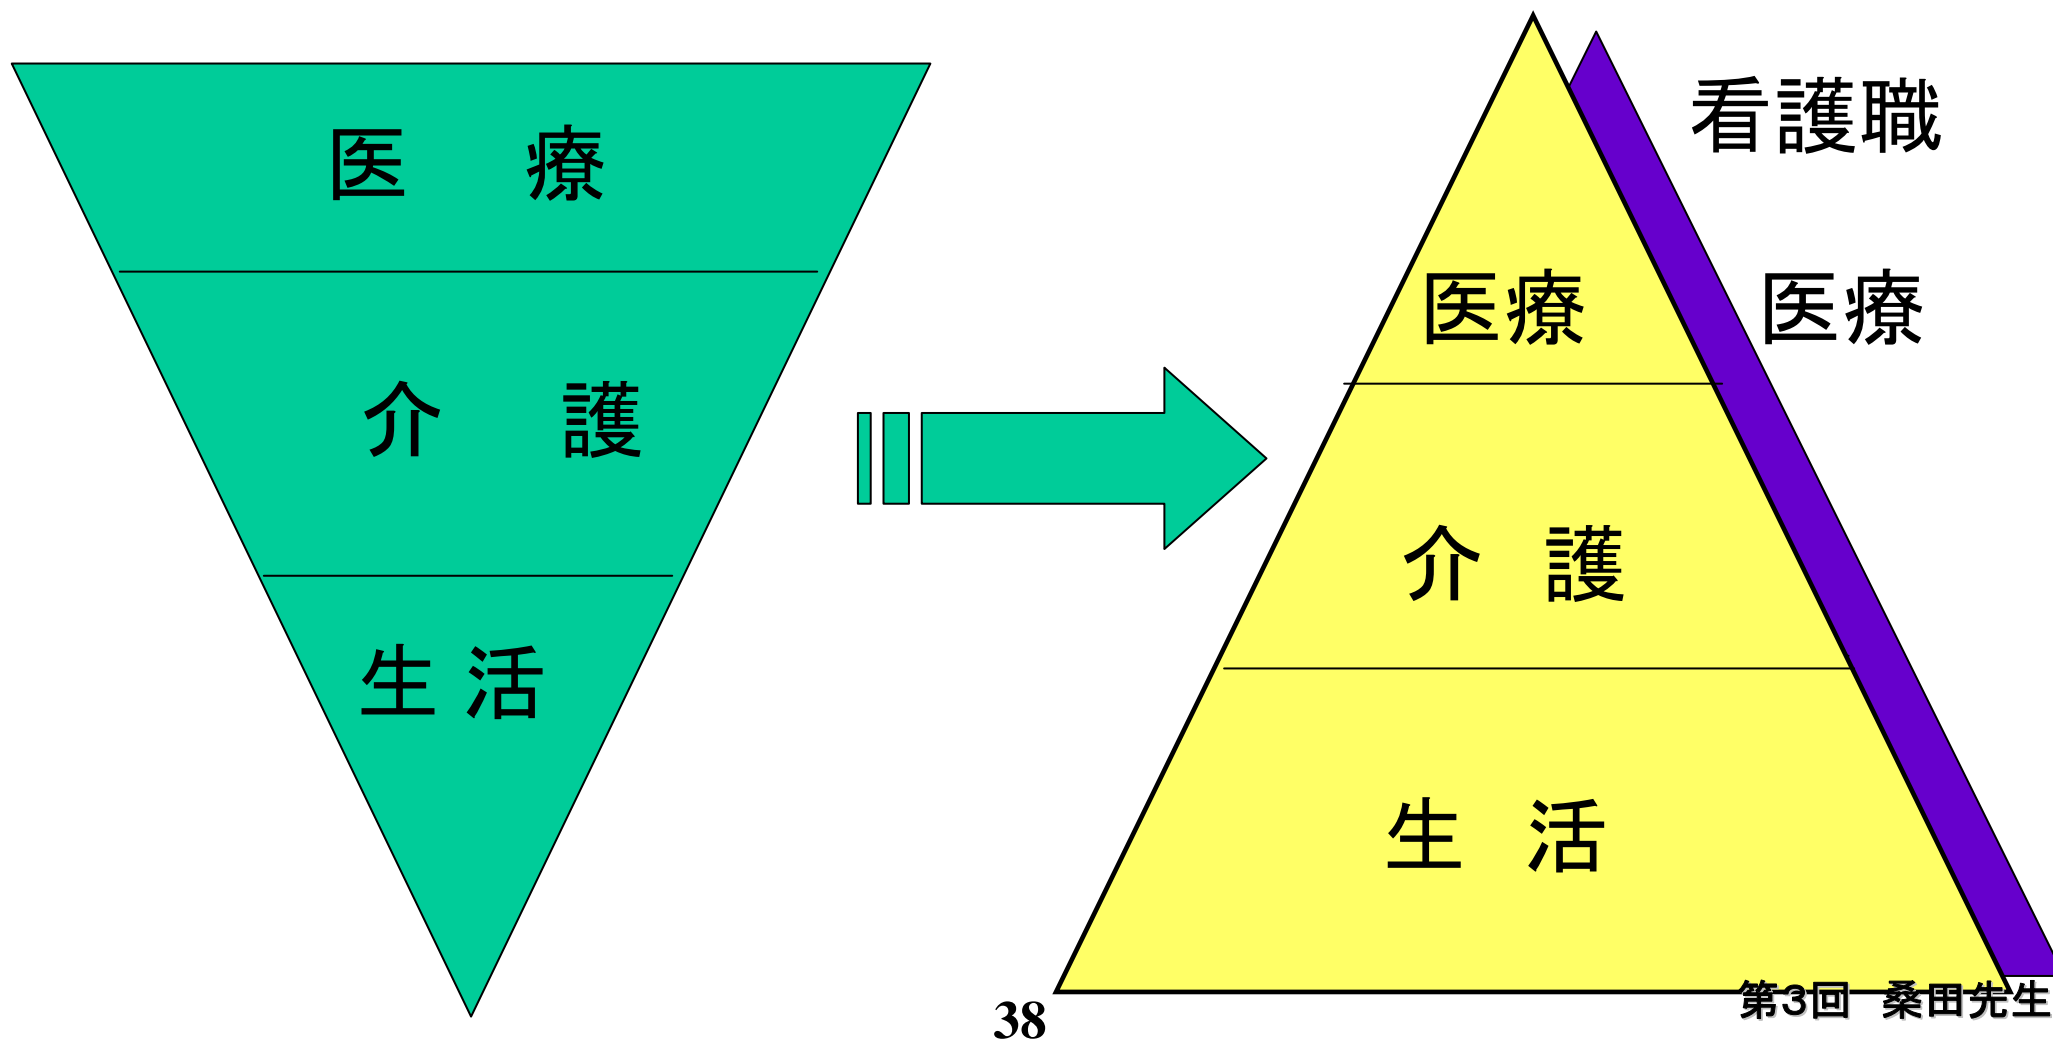 医　療
介　護
生 活
看護職
医療
医療
介 護
生 活
38
第３回　桑田先生